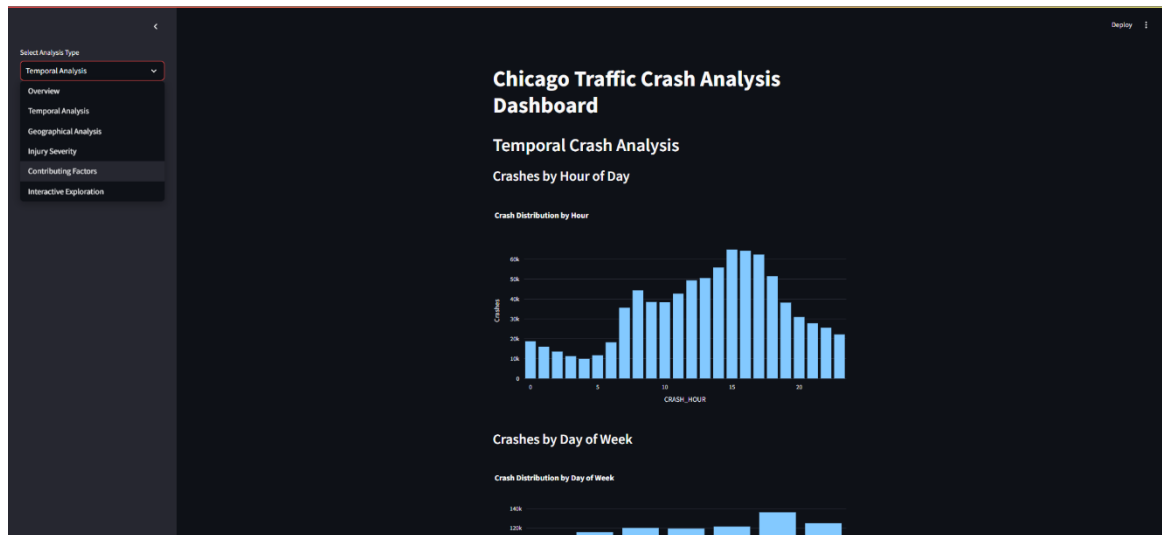 Deploy
Select Analysis Type
Temporal Analysis
Overview
Temporal Analysis
Geographical Analysis
Injury Severity
Contributing Factors
Interactive Exploration
Chicago Traffic Crash Analysis
Dashboard
Temporal Crash Analysis
Crashes by Hour of Day
Crash Distribution by Hour
60k
50k
40k
30k
20k
10k
0
Crashes
0 5 10 15 20
CRASH_HOUR
Crashes by Day of Week
Crash Distribution by Day of Week
140k
120k